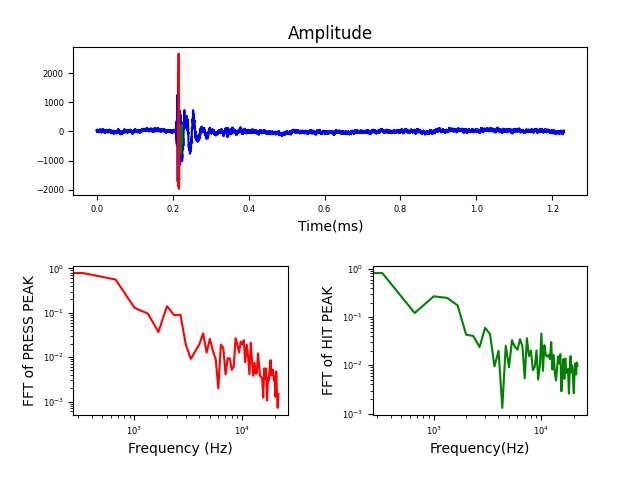 Amplitude
2000
1000
0
−1000
−2000
0.0 0.2 0.4 0.6 0.8 1.0 1.2
Time(ms)
FFT of PRESS PEAK
10⁰
10⁻¹
10⁻²
10⁻³
10³ 10⁴
Frequency (Hz)
FFT of HIT PEAK
10⁰
10⁻¹
10⁻²
10⁻³
10³ 10⁴
Frequency(Hz)